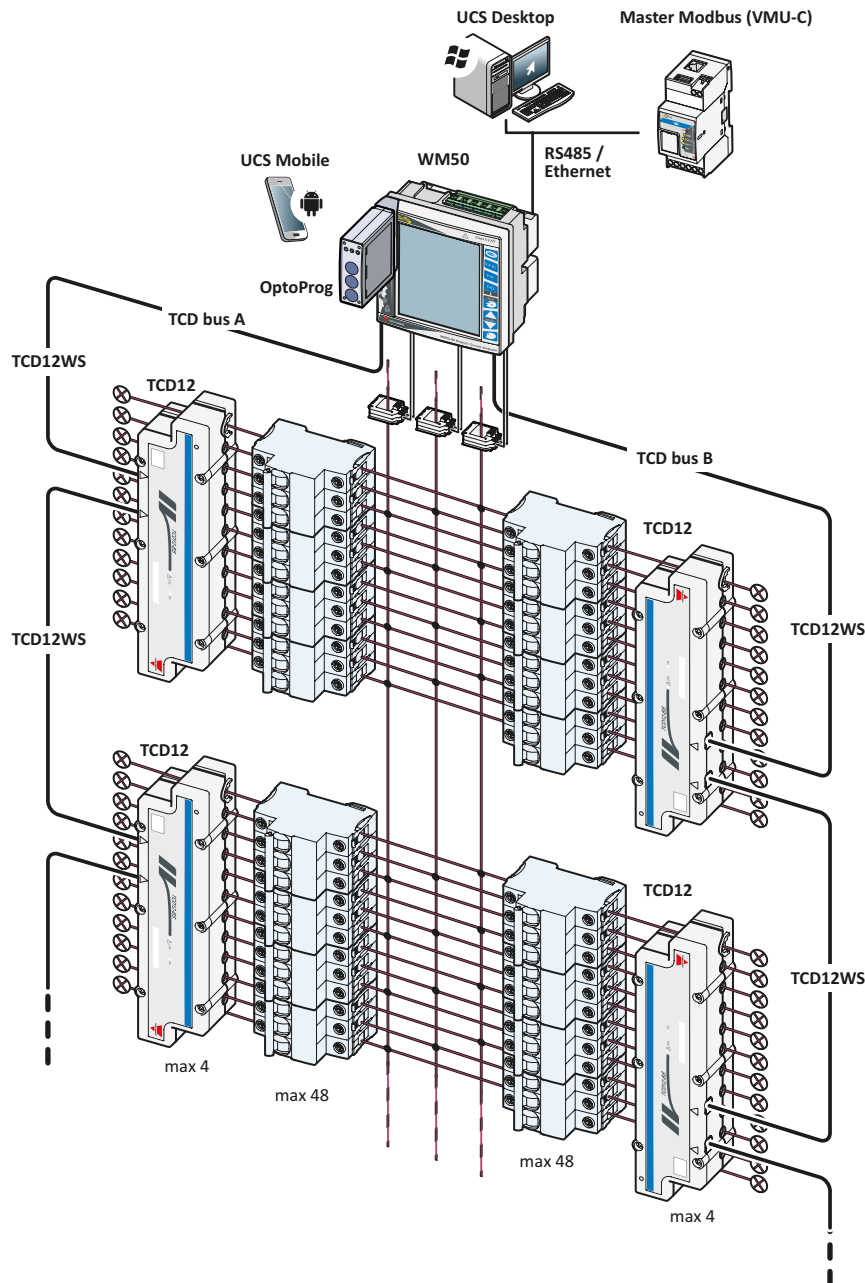 UCS Desktop
Master Modbus (VMU-C)
WM50
RS485 /
Ethernet
UCS Mobile
OptoProg
TCD bus A
TCD12WS
TCD12
TCD bus B
TCD12
TCD12WS
TCD12WS
TCD12
TCD12
TCD12WS
max 4
max 48
max 48
max 4